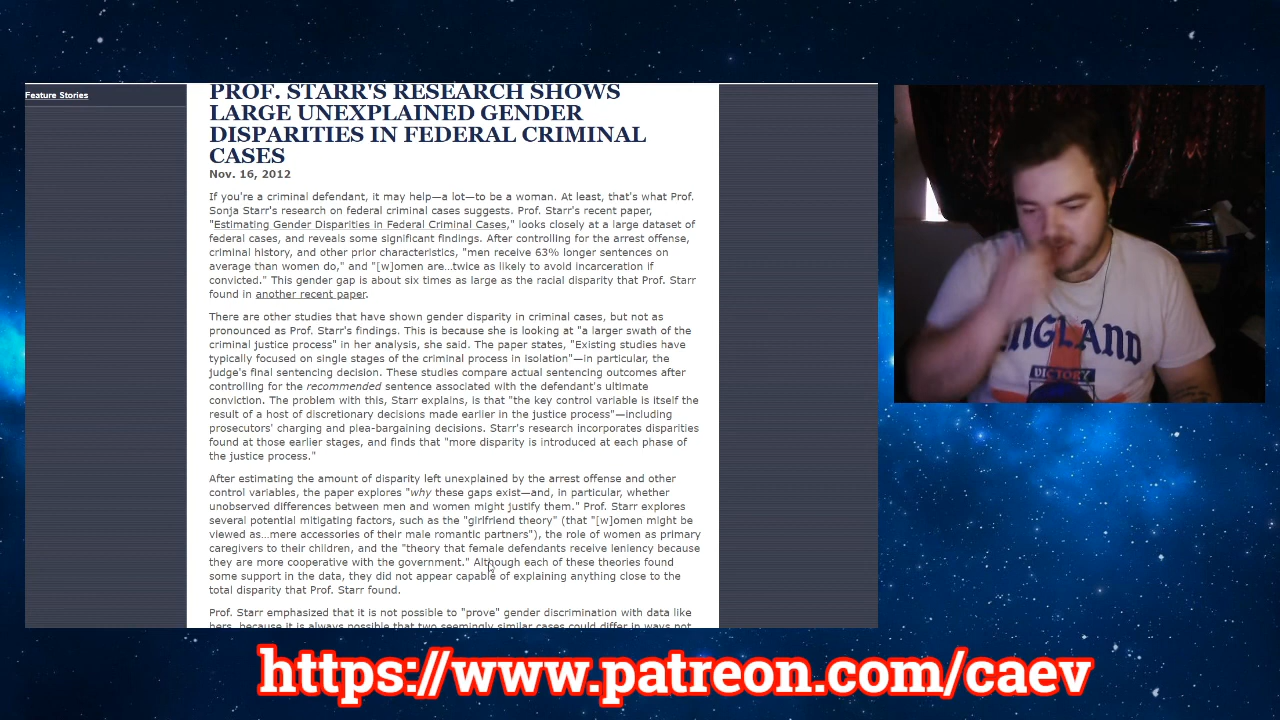 Feature Stories
PROF. STARR'S RESEARCH SHOWS
LARGE UNEXPLAINED GENDER
DISPARITIES IN FEDERAL CRIMINAL
CASES
Nov. 16, 2012
If you're a criminal defendant, it may help—a lot—to be a woman. At least, that's what Prof.
Sonja Starr's research on federal criminal cases suggests. Prof. Starr's recent paper,
"Estimating Gender Disparities in Federal Criminal Cases," looks closely at a large dataset of
federal cases, and reveals some significant findings. After controlling for the arrest offense,
criminal history, and other prior characteristics, "men receive 63% longer sentences on
average than women do," and "[w]omen are…twice as likely to avoid incarceration if
convicted." This gender gap is about six times as large as the racial disparity that Prof. Starr
found in another recent paper.
There are other studies that have shown gender disparity in criminal cases, but not as
pronounced as Prof. Starr's findings. This is because she is looking at "a larger swath of the
criminal justice process" in her analysis, she said. The paper states, "Existing studies have
typically focused on single stages of the criminal process in isolation"—in particular, the
judge's final sentencing decision. These studies compare actual sentencing outcomes after
controlling for the recommended sentence associated with the defendant's ultimate
conviction. The problem with this, Starr explains, is that "the key control variable is itself the
result of a host of discretionary decisions made earlier in the justice process"—including
prosecutors' charging and plea-bargaining decisions. Starr's research incorporates disparities
found at those earlier stages, and finds that "more disparity is introduced at each phase of
the justice process."
After estimating the amount of disparity left unexplained by the arrest offense and other
control variables, the paper explores "why these gaps exist—and, in particular, whether
unobserved differences between men and women might justify them." Prof. Starr explores
several potential mitigating factors, such as the "girlfriend theory" (that "[w]omen might be
viewed as…mere accessories of their male romantic partners"), the role of women as primary
caregivers to their children, and the "theory that female defendants receive leniency because
they are more cooperative with the government." Although each of these theories found
some support in the data, they did not appear capable of explaining anything close to the
total disparity that Prof. Starr found.
Prof. Starr emphasized that it is not possible to "prove" gender discrimination with data like
hers, because it is always possible that two seemingly similar cases could differ in ways not
ENGLAND
VICTORY
https://www.patreon.com/caev